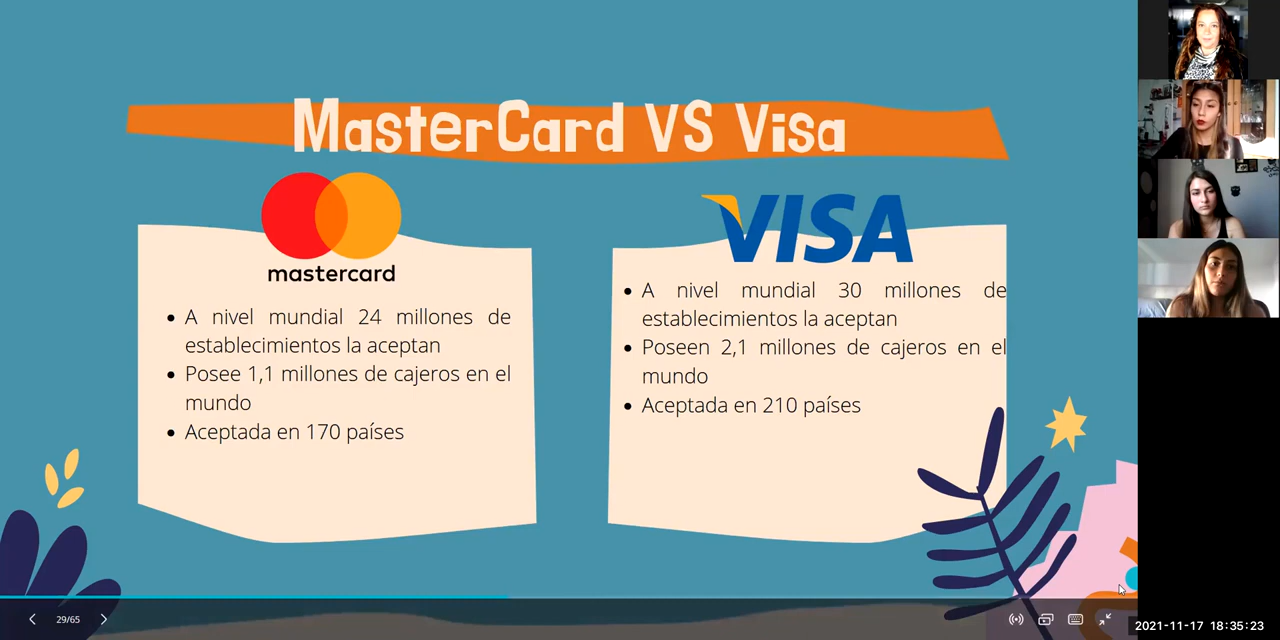 MasterCard VS Visa
mastercard
A nivel mundial 24 millones de
establecimientos la aceptan
Posee 1,1 millones de cajeros en el
mundo
Aceptada en 170 países
VISA
A nivel mundial 30 millones de
establecimientos la aceptan
Poseen 2,1 millones de cajeros en el
mundo
Aceptada en 210 países
29/65
2021-11-17 18:35:23